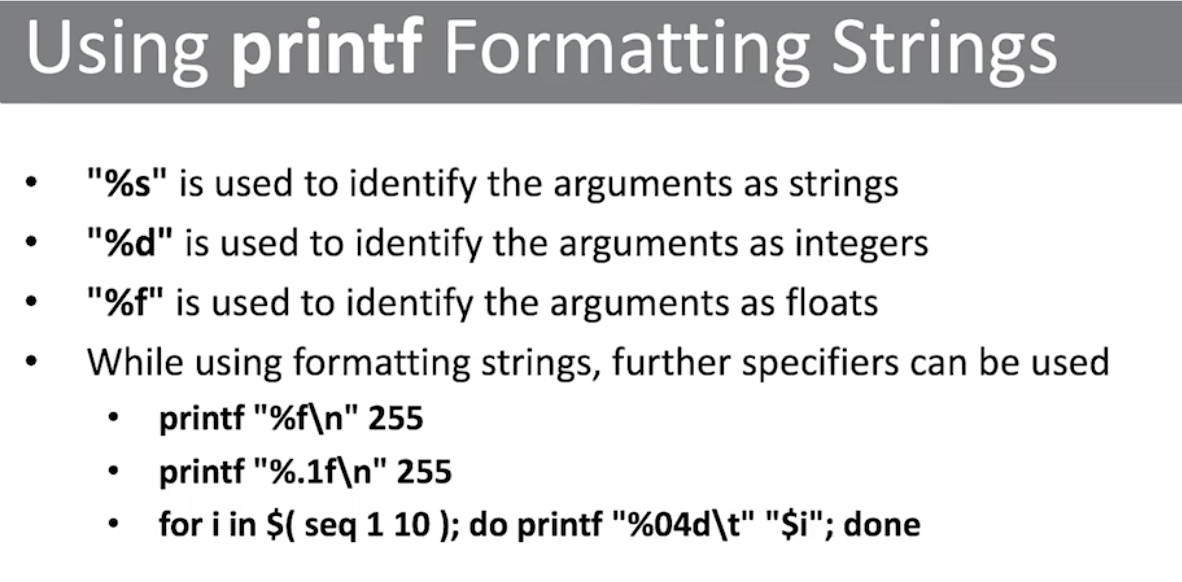 Using printf Formatting Strings
• "%s" is used to identify the arguments as strings
• "%d" is used to identify the arguments as integers
• "%f" is used to identify the arguments as floats
• While using formatting strings, further specifiers can be used
• printf "%f\n" 255
• printf "%.1f\n" 255
• for i in $( seq 1 10 ); do printf "%04d\t" "$i"; done